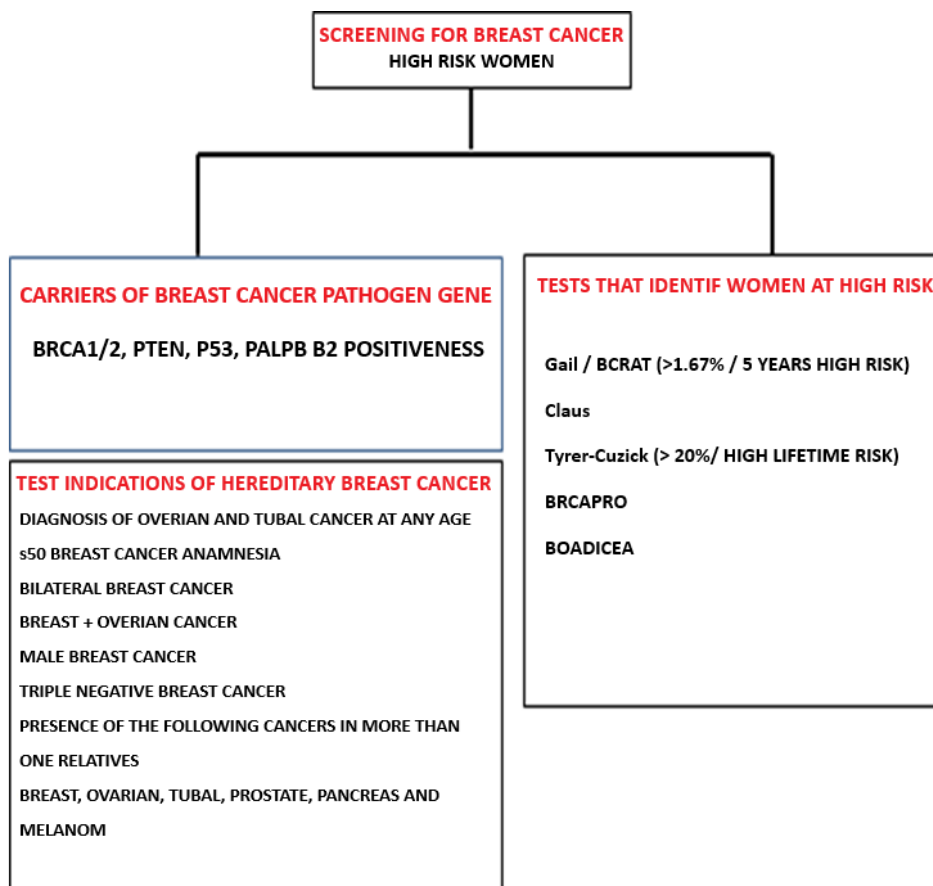 SCREENING FOR BREAST CANCER
HIGH RISK WOMEN
CARRIERS OF BREAST CANCER PATHOGEN GENE
BRCA1/2, PTEN, P53, PALPB B2 POSITIVENESS
TEST INDICATIONS OF HEREDITARY BREAST CANCER
DIAGNOSIS OF OVERIAN AND TUBAL CANCER AT ANY AGE
s50 BREAST CANCER ANAMNESIA
BILATERAL BREAST CANCER
BREAST + OVERIAN CANCER
MALE BREAST CANCER
TRIPLE NEGATIVE BREAST CANCER
PRESENCE OF THE FOLLOWING CANCERS IN MORE THAN
ONE RELATIVES
BREAST, OVARIAN, TUBAL, PROSTATE, PANCREAS AND
MELANOM
TESTS THAT IDENTIF WOMEN AT HIGH RISK
Gail / BCRAT (>1.67% / 5 YEARS HIGH RISK)
Claus
Tyrer-Cuzick (> 20%/ HIGH LIFETIME RISK)
BRCAPRO
BOADICEA